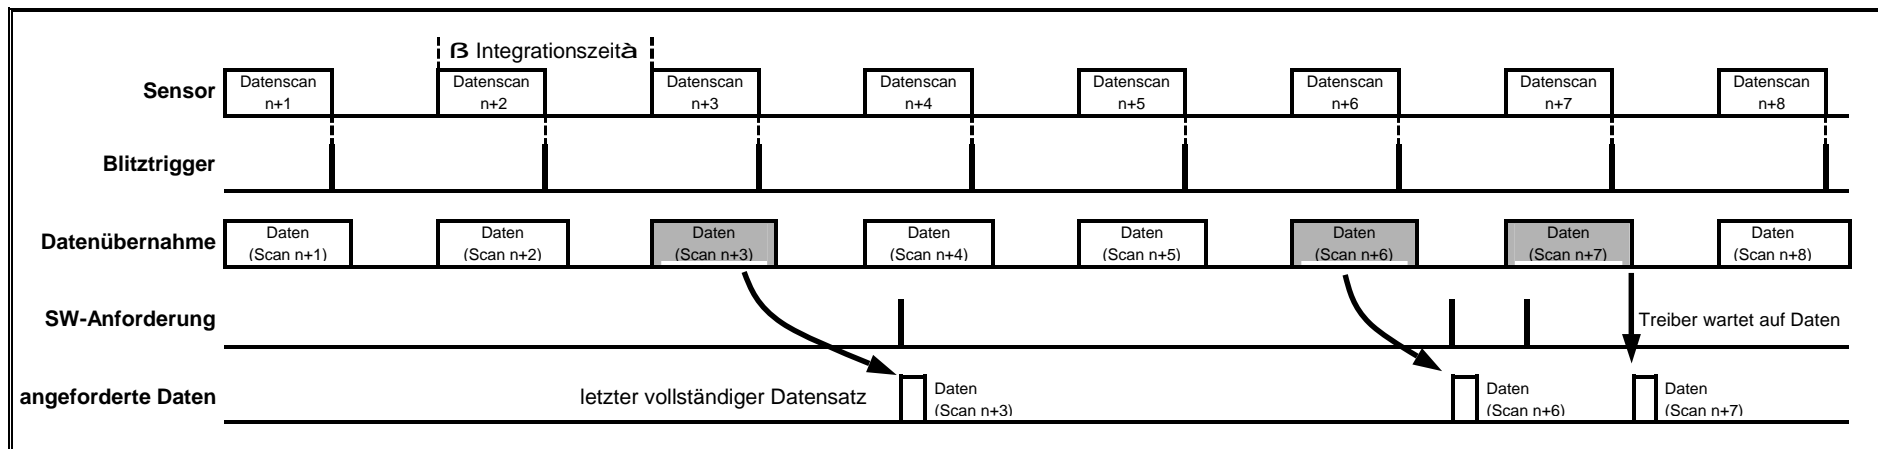 ß Integrationszeità
Sensor
Datenscan
n+1
Datenscan
n+2
Datenscan
n+3
Datenscan
n+4
Datenscan
n+5
Datenscan
n+6
Datenscan
n+7
Datenscan
n+8
Blitztrigger
Datenübernahme
Daten
(Scan n+1)
Daten
(Scan n+2)
Daten
(Scan n+3)
Daten
(Scan n+4)
Daten
(Scan n+5)
Daten
(Scan n+6)
Daten
(Scan n+7)
Daten
(Scan n+8)
SW-Anforderung
Treiber wartet auf Daten
angeforderte Daten
letzter vollständiger Datensatz
Daten
(Scan n+3)
Daten
(Scan n+6)
Daten
(Scan n+7)